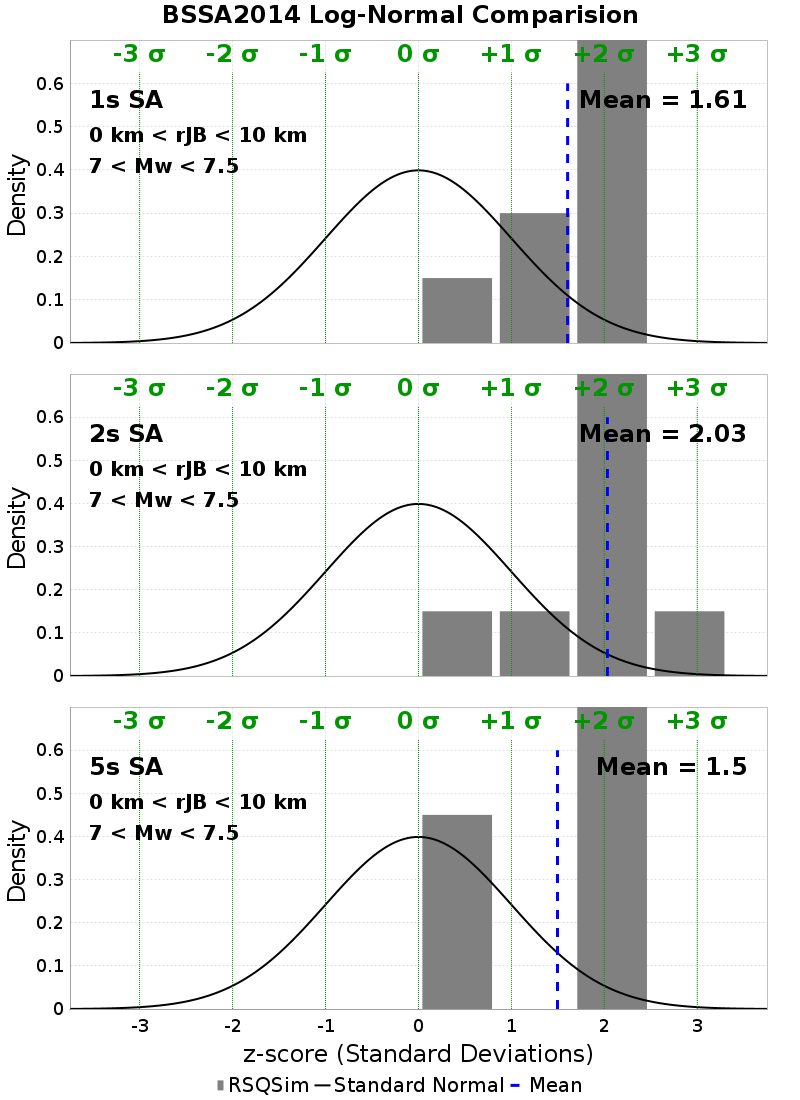 BSSA2014 Log-Normal Comparision
-3 σ -2 σ -1 σ 0 σ +1 σ +2 σ +3 σ
1s SA
Mean = 1.61
0 km < rJB < 10 km
7 < Mw < 7.5
Density
0.6
0.5
0.4
0.3
0.2
0.1
0
-3 σ -2 σ -1 σ 0 σ +1 σ +2 σ +3 σ
2s SA
Mean = 2.03
0 km < rJB < 10 km
7 < Mw < 7.5
Density
0.6
0.5
0.4
0.3
0.2
0.1
0
-3 σ -2 σ -1 σ 0 σ +1 σ +2 σ +3 σ
5s SA
Mean = 1.5
0 km < rJB < 10 km
7 < Mw < 7.5
Density
0.6
0.5
0.4
0.3
0.2
0.1
0
-3 -2 -1 0 1 2 3
z-score (Standard Deviations)
RSQSim Standard Normal Mean